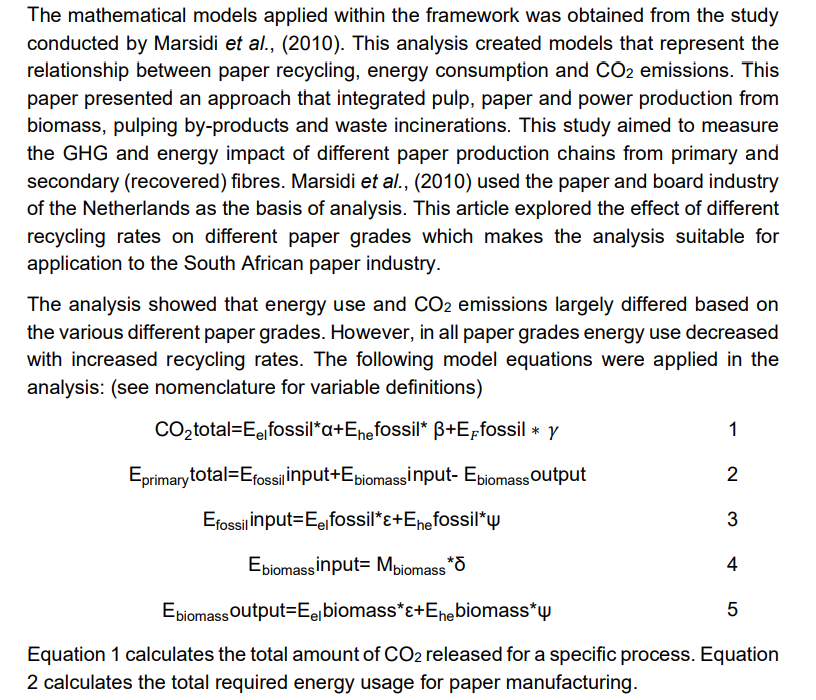 The mathematical models applied within the framework was obtained from the study
conducted by Marsidi et al., (2010). This analysis created models that represent the
relationship between paper recycling, energy consumption and CO2 emissions. This
paper presented an approach that integrated pulp, paper and power production from
biomass, pulping by-products and waste incinerations. This study aimed to measure
the GHG and energy impact of different paper production chains from primary and
secondary (recovered) fibres. Marsidi et al., (2010) used the paper and board industry
of the Netherlands as the basis of analysis. This article explored the effect of different
recycling rates on different paper grades which makes the analysis suitable for
application to the South African paper industry.
The analysis showed that energy use and CO2 emissions largely differed based on
the various different paper grades. However, in all paper grades energy use decreased
with increased recycling rates. The following model equations were applied in the
analysis: (see nomenclature for variable definitions)
CO₂total=Eₑₗfossil*α+Eₕₑfossil* β+E_Ffossil * γ 1
E_primarytotal=E_fossilinput+E_biomassinput- E_biomassoutput 2
E_fossilinput=Eₑₗfossil*ε+Eₕₑfossil*ψ 3
E_biomassinput= M_biomass*δ 4
E_biomassoutput=Eₑₗbiomass*ε+Eₕₑbiomass*ψ 5
Equation 1 calculates the total amount of CO2 released for a specific process. Equation
2 calculates the total required energy usage for paper manufacturing.